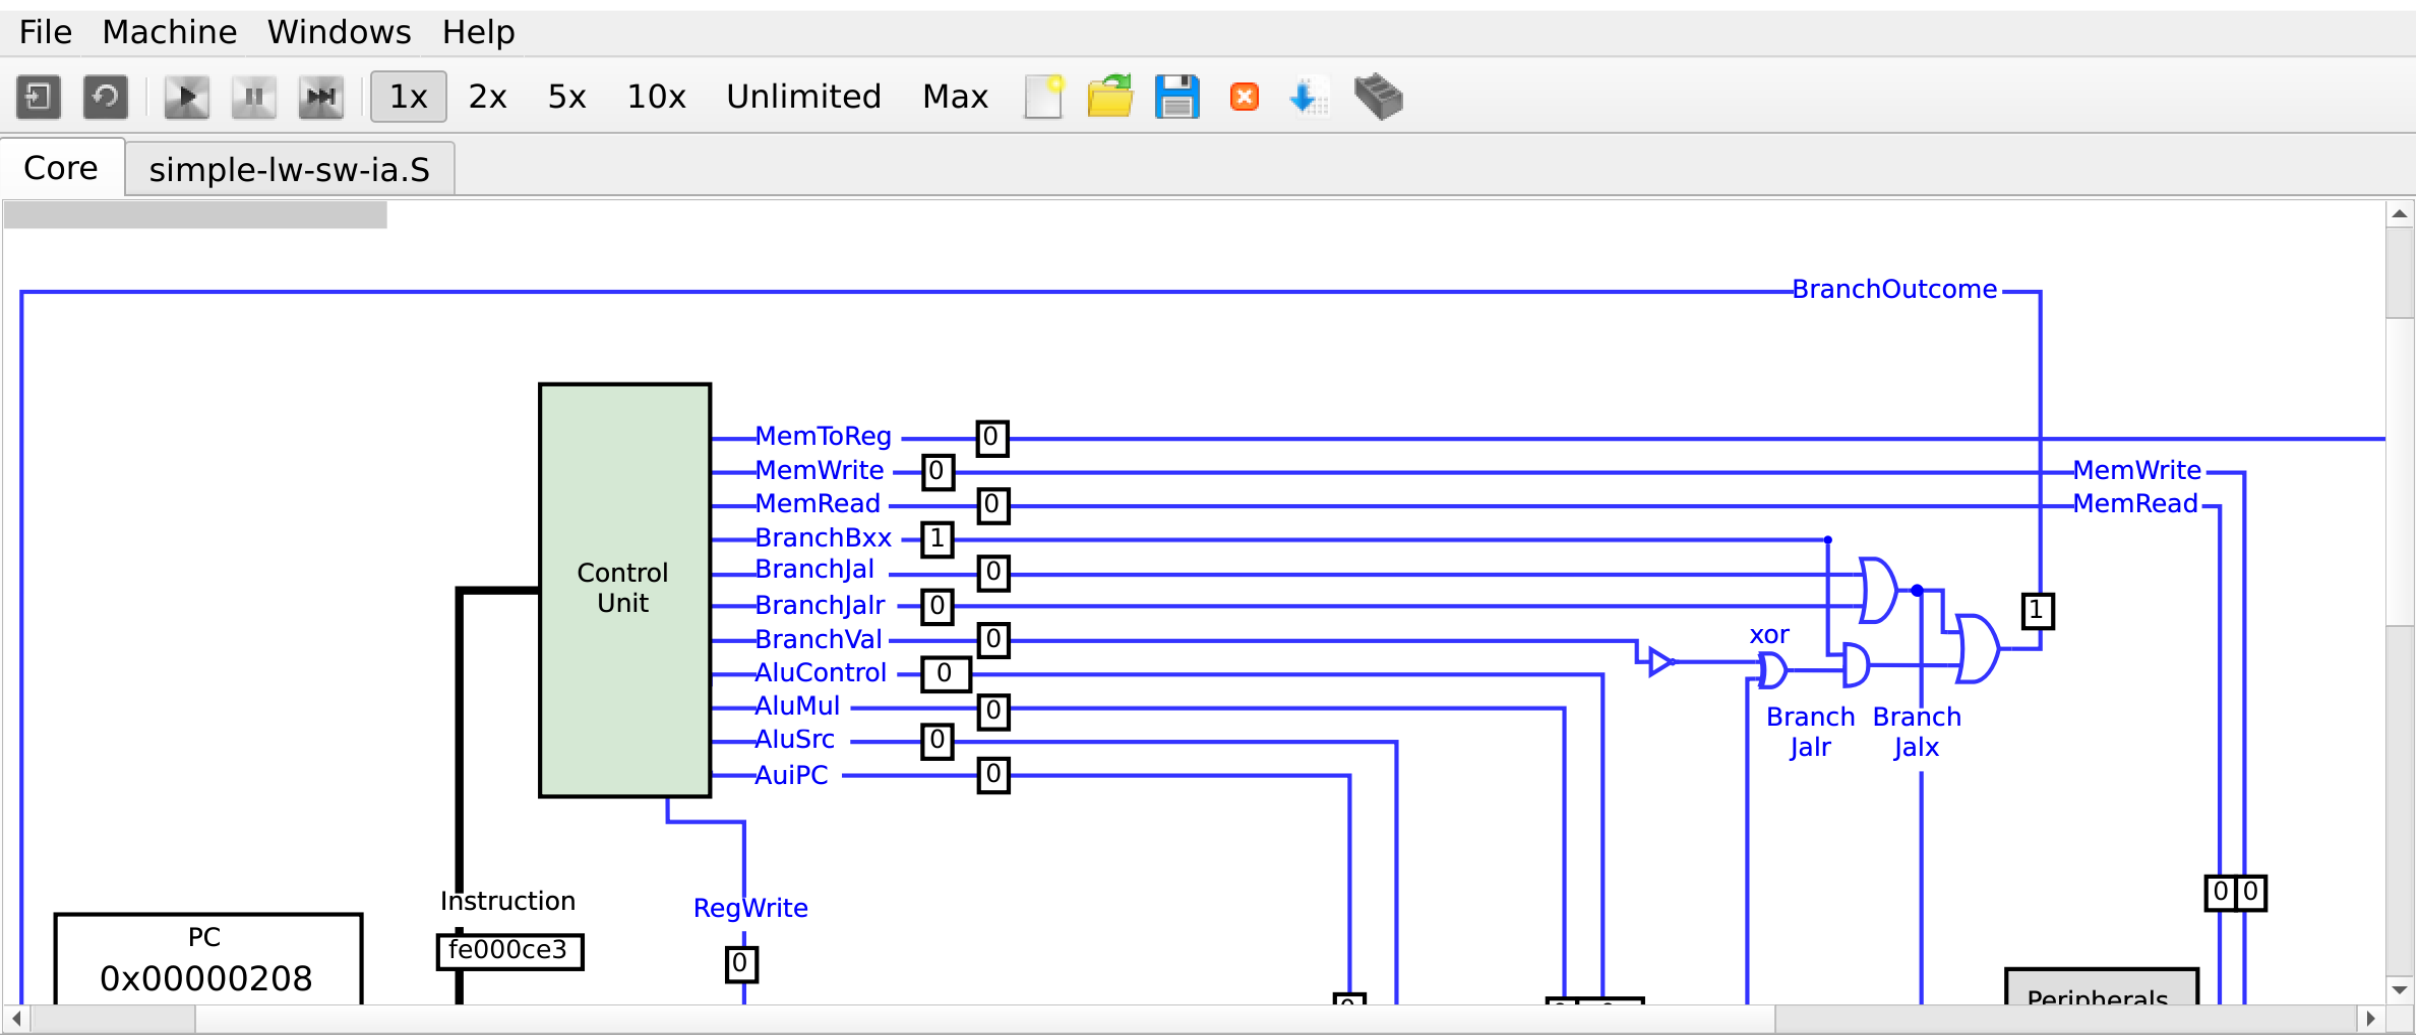 File Machine Windows Help
1x 2x 5x 10x Unlimited Max
Core simple-lw-sw-ia.S
BranchOutcome
MemToReg 0
MemWrite 0 MemWrite
MemRead 0 MemRead
BranchBxx 1
BranchJal 0
BranchJalr 0 1
BranchVal 0 xor
AluControl 0
AluMul 0
AluSrc 0
AuiPC 0
Control
Unit
Branch
Jalr
Branch
Jalx
0 0
Instruction
fe000ce3
RegWrite
0
PC
0x00000208
Peripherals